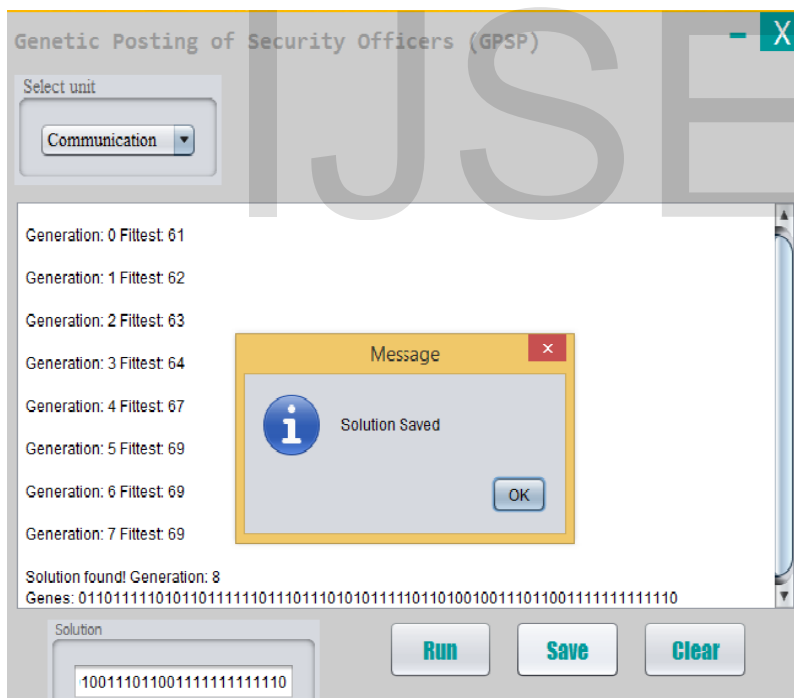 Genetic Posting of Security Officers (GPSP)
– X
IJSE
Select unit
Communication
Generation: 0 Fittest: 61
Generation: 1 Fittest: 62
Generation: 2 Fittest: 63
Generation: 3 Fittest: 64
Generation: 4 Fittest: 67
Generation: 5 Fittest: 69
Generation: 6 Fittest: 69
Generation: 7 Fittest: 69
Message
x
Solution Saved
OK
Solution found! Generation: 8
Genes:
Solution
10011101100111111111111110
Run
Save
Clear